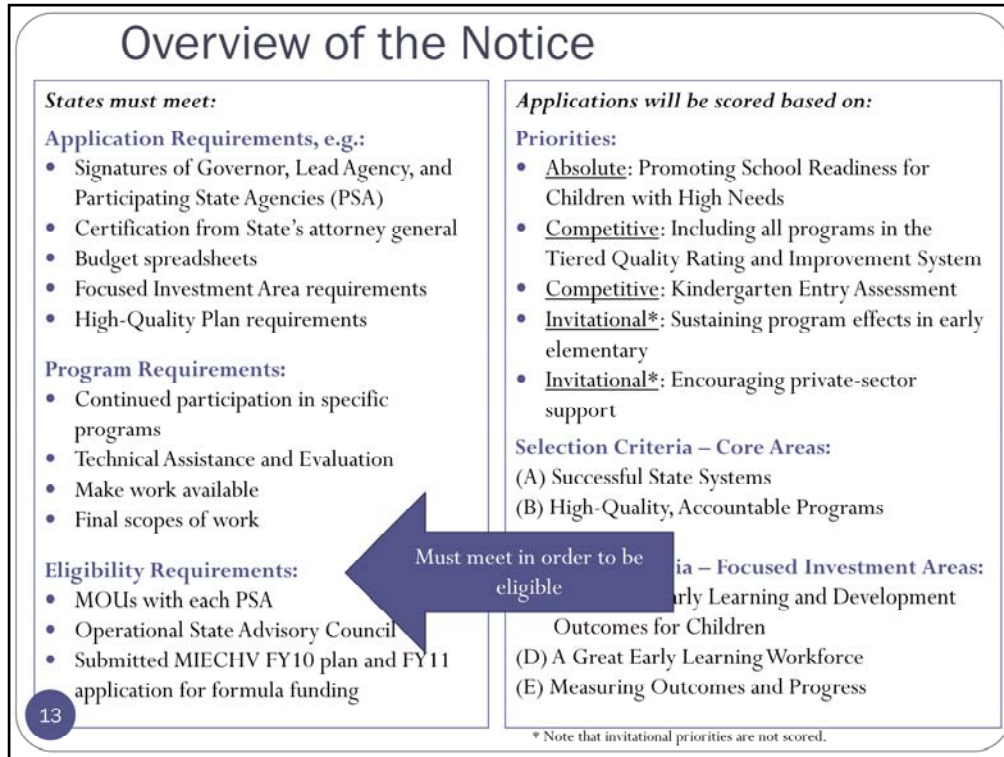 Overview of the Notice
States must meet:
Application Requirements, e.g.:
• Signatures of Governor, Lead Agency, and
Participating State Agencies (PSA)
• Certification from State's attorney general
• Budget spreadsheets
• Focused Investment Area requirements
• High-Quality Plan requirements
Program Requirements:
• Continued participation in specific
programs
• Technical Assistance and Evaluation
• Make work available
• Final scopes of work
Eligibility Requirements:
• MOUs with each PSA
• Operational State Advisory Council
• Submitted MIECHV FY10 plan and FY11
application for formula funding
Must meet in order to be
eligible
Applications will be scored based on:
Priorities:
• Absolute: Promoting School Readiness for
Children with High Needs
• Competitive: Including all programs in the
Tiered Quality Rating and Improvement System
• Competitive: Kindergarten Entry Assessment
• Invitational*: Sustaining program effects in early
elementary
• Invitational*: Encouraging private-sector
support
Selection Criteria – Core Areas:
(A) Successful State Systems
(B) High-Quality, Accountable Programs
– Focused Investment Areas:
Learning and Development
Outcomes for Children
(D) A Great Early Learning Workforce
(E) Measuring Outcomes and Progress
13
* Note that invitational priorities are not scored.